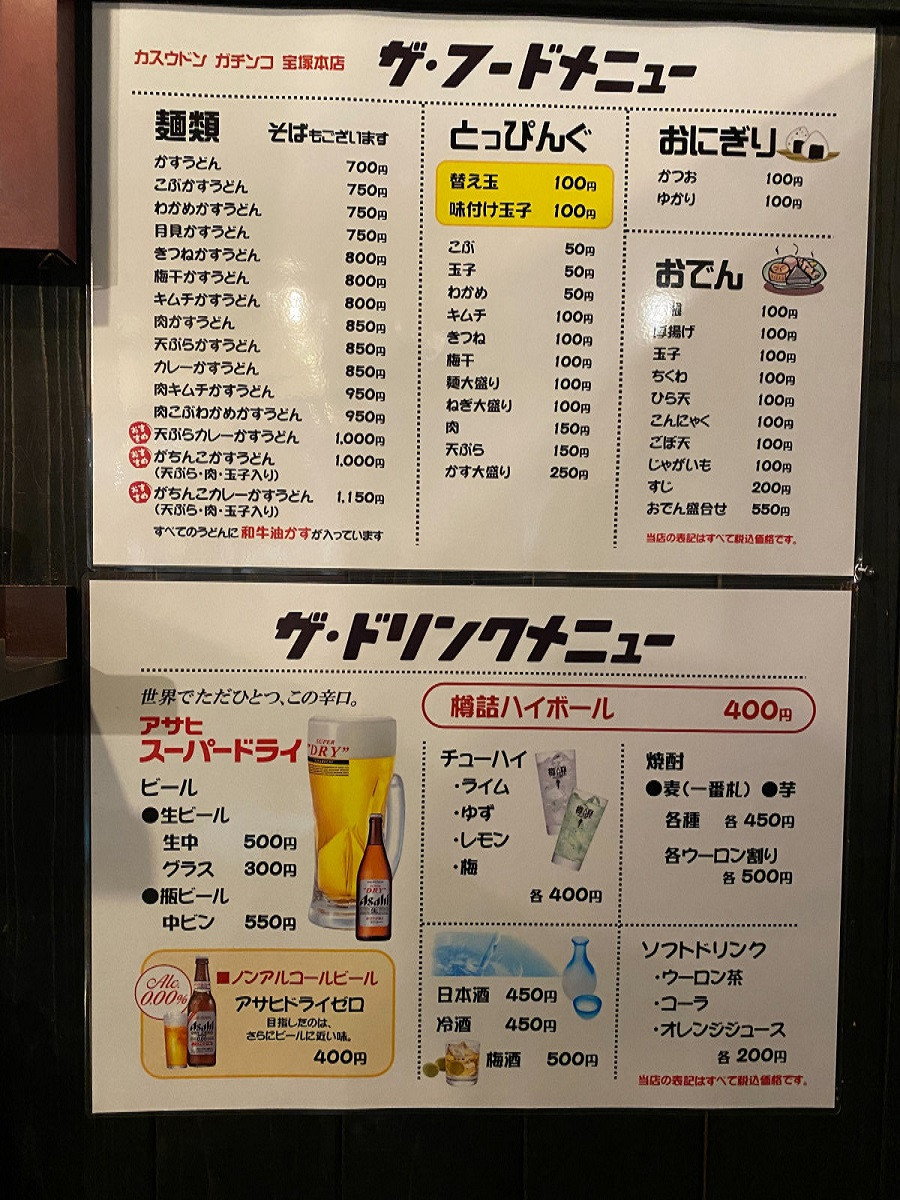 カスウドン ガチンコ 宝塚本店
ザ・フードメニュー
麺類 そばもございます
かすうどん 700円
こぶかすうどん 750円
わかめかすうどん 750円
月見かすうどん 750円
きつねかすうどん 800円
梅干かすうどん 800円
キムチかすうどん 800円
肉かすうどん 850円
天ぷらかすうどん 850円
カレーかすうどん 850円
肉キムチかすうどん 950円
肉こぶわかめかすうどん 950円
おすすめ 天ぷらカレーかすうどん 1,000円
おすすめ がちんこかすうどん 1,000円
(天ぷら・肉・玉子入り)
おすすめ がちんこカレーかすうどん 1,150円
(天ぷら・肉・玉子入り)
すべてのうどんに 和牛油かすが入っています
とっぴんぐ
替え玉 100円
味付け玉子 100円
こぶ 50円
玉子 50円
わかめ 50円
キムチ 100円
きつね 100円
梅干 100円
麺大盛り 100円
ねぎ大盛り 100円
肉 150円
天ぷら 150円
かす大盛り 250円
おにぎり
かつお 100円
ゆかり 100円
おでん
100円
揚げ 100円
玉子 100円
ちくわ 100円
ひら天 100円
こんにゃく 100円
ごぼ天 100円
じゃがいも 100円
すじ 200円
おでん盛合せ 550円
当店の表記はすべて税込価格です。
ザ・ドリンクメニュー
世界でただひとつ、この辛口。
アサヒ
スーパードライ
ビール
●生ビール
生中 500円
グラス 300円
●瓶ビール
中ビン 550円
SUPER
"DRY"
"DRY"
Asahi
Alc.
0.00%
Asahi
■ノンアルコールビール
アサヒドライゼロ
目指したのは、
さらにビールに近い味。
400円
樽詰ハイボール 400円
チューハイ
・ライム
・ゆず
・レモン
・梅
各 400円
焼酎
●麦(一番札) ●芋
各種 各 450円
各ウーロン割り
各 500円
日本酒 450円
冷酒 450円
梅酒 500円
ソフトドリンク
・ウーロン茶
・コーラ
・オレンジジュース
各 200円
当店の表記はすべて税込価格です。